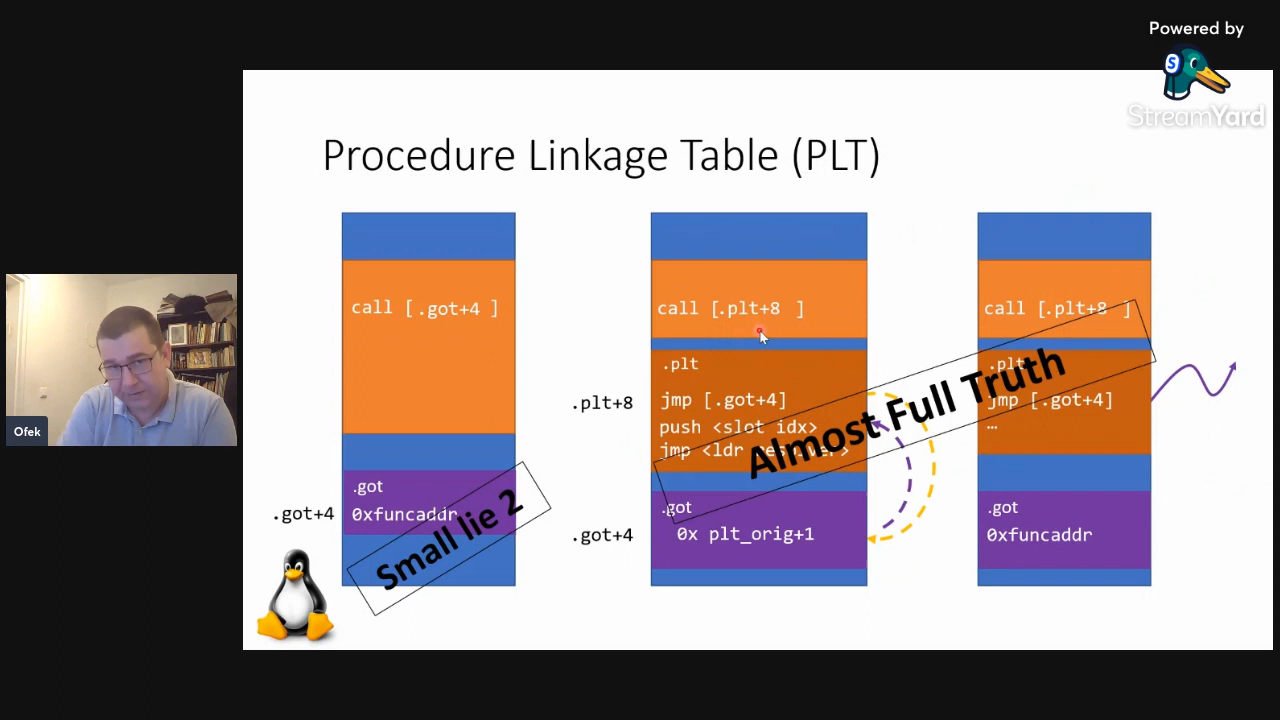 Powered by
S
StreamYard
Procedure Linkage Table (PLT)
call [.got+4 ]
.got
.got+4
0xfuncaddr
Small lie 2
call [.plt+8 ]
.plt
.plt+8
jmp [.got+4]
push <slot idx>
jmp <ldr resolver>
.got
.got+4
0x plt_orig+1
Almost Full Truth
call [.plt+8 ]
.plt
jmp [.got+4]
…
.got
0xfuncaddr
Ofek